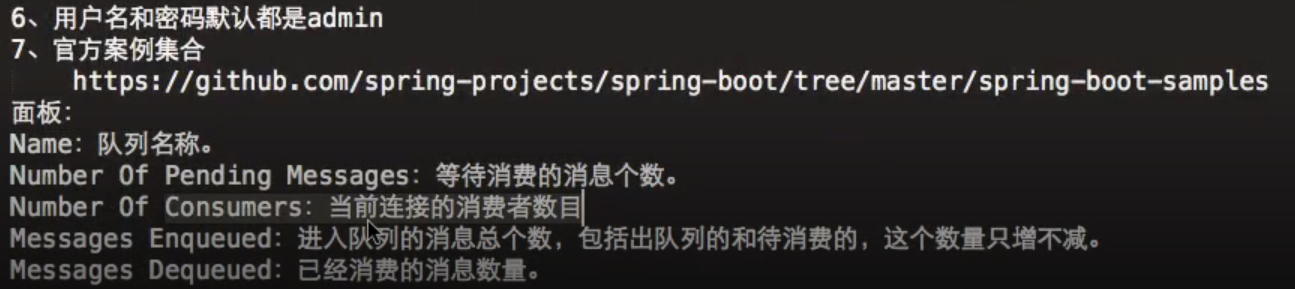 6、用户名和密码默认都是admin
7、官方案例集合
https://github.com/spring-projects/spring-boot/tree/master/spring-boot-samples
面板：
Name：队列名称。
Number Of Pending Messages：等待消费的消息个数。
Number Of Consumers：当前连接的消费者数目
Messages Enqueued：进入队列的消息总个数，包括出队列的和待消费的，这个数量只增不减。
Messages Dequeued：已经消费的消息数量。